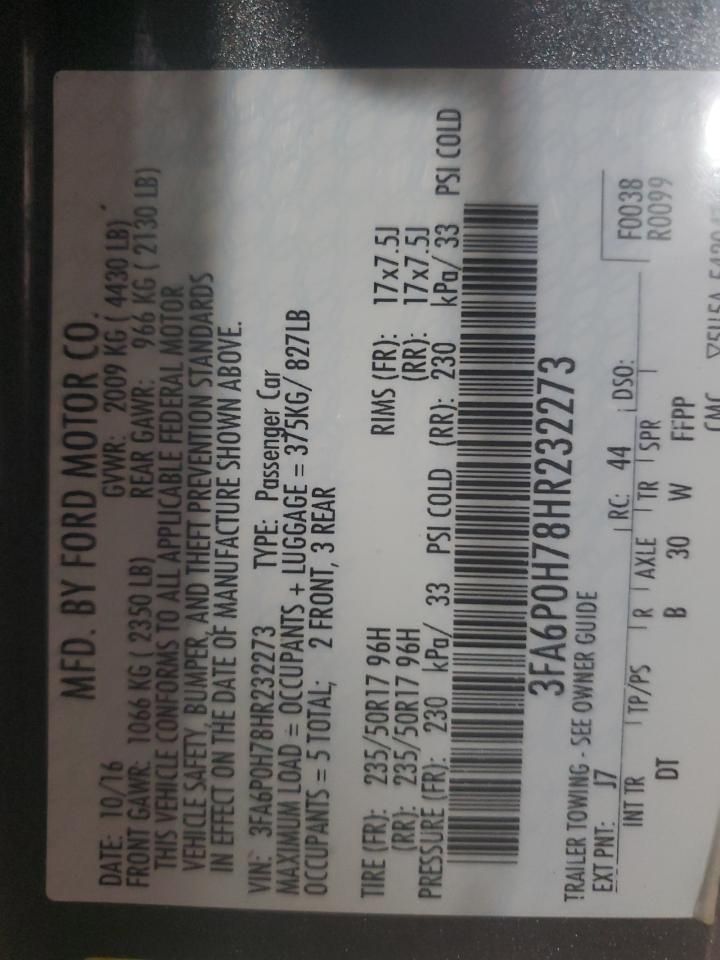 MFD. BY FORD MOTOR CO.
DATE: 10/16 GVWR: 2009 KG ( 4430 LB)
FRONT GAWR: 1066 KG ( 2350 LB) REAR GAWR: 966 KG ( 2130 LB)
THIS VEHICLE CONFORMS TO ALL APPLICABLE FEDERAL MOTOR
VEHICLE SAFETY, BUMPER, AND THEFT PREVENTION STANDARDS
IN EFFECT ON THE DATE OF MANUFACTURE SHOWN ABOVE.
VIN: 3FA6P0H78HR232273 TYPE: Passenger Car
MAXIMUM LOAD = OCCUPANTS + LUGGAGE = 375KG/ 827LB
OCCUPANTS = 5 TOTAL; 2 FRONT, 3 REAR
TIRE (FR): 235/50R17 96H RIMS (FR): 17x7.5J
(RR): 235/50R17 96H (RR): 17x7.5J
PRESSURE (FR): 230 kPa/ 33 PSI COLD (RR): 230 kPa/ 33 PSI COLD
3FA6P0H78HR232273
TRAILER TOWING - SEE OWNER GUIDE
EXT PNT: J7 RC: 44 DSO: F0038
R0099
INT TR TP/PS R AXLE TR SPR
DT B 30 W FFPP